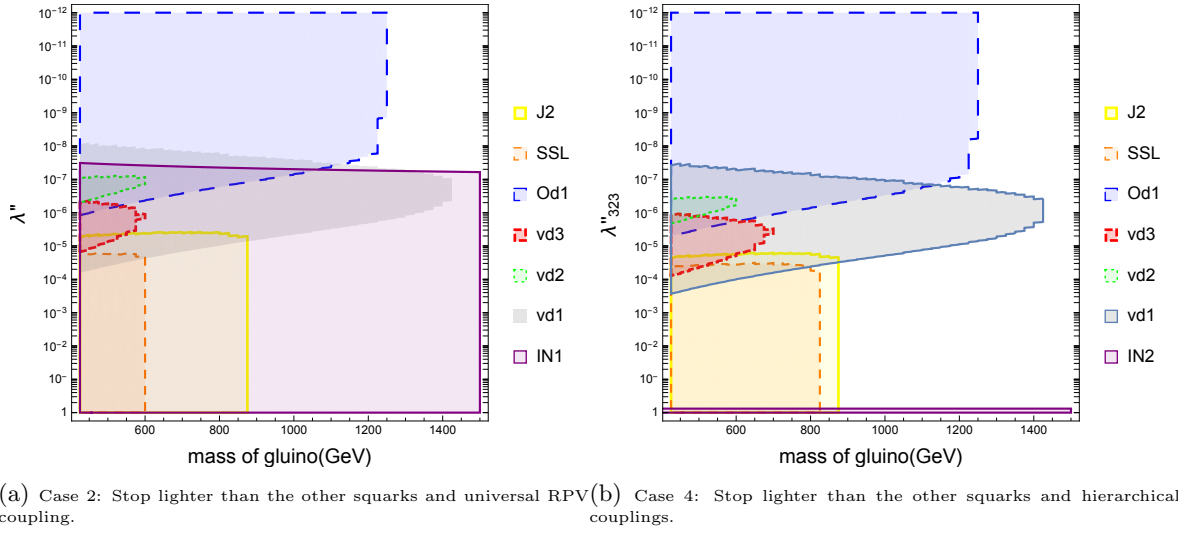 10⁻¹²
10⁻¹¹
10⁻¹⁰
10⁻⁹
10⁻⁸
10⁻⁷
10⁻⁶
10⁻⁵
10⁻⁴
10⁻³
10⁻²
10⁻
1
λ"
600
800
1000
1200
1400
mass of gluino(GeV)
J2
SSL
Od1
vd3
vd2
vd1
IN1
10⁻¹²
10⁻¹¹
10⁻¹⁰
10⁻⁹
10⁻⁸
10⁻⁷
10⁻⁶
10⁻⁵
10⁻⁴
10⁻³
10⁻²
10⁻
1
λ"₃₂₃
600
800
1000
1200
1400
mass of gluino(GeV)
J2
SSL
Od1
vd3
vd2
vd1
IN2
(a) Case 2: Stop lighter than the other squarks and universal RPV
coupling.
(b) Case 4: Stop lighter than the other squarks and hierarchical
couplings.